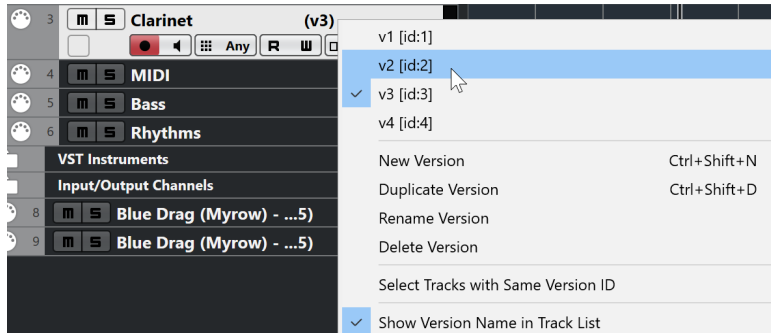 3 m S Clarinet (v3)
Any R W
4 m S MIDI
5 m S Bass
6 m S Rhythms
VST Instruments
Input/Output Channels
8 m S Blue Drag (Myrow) - ...5)
9 m S Blue Drag (Myrow) - ...5)
v1 [id:1]
v2 [id:2]
v3 [id:3]
v4 [id:4]
New Version Ctrl+Shift+N
Duplicate Version Ctrl+Shift+D
Rename Version
Delete Version
Select Tracks with Same Version ID
Show Version Name in Track List